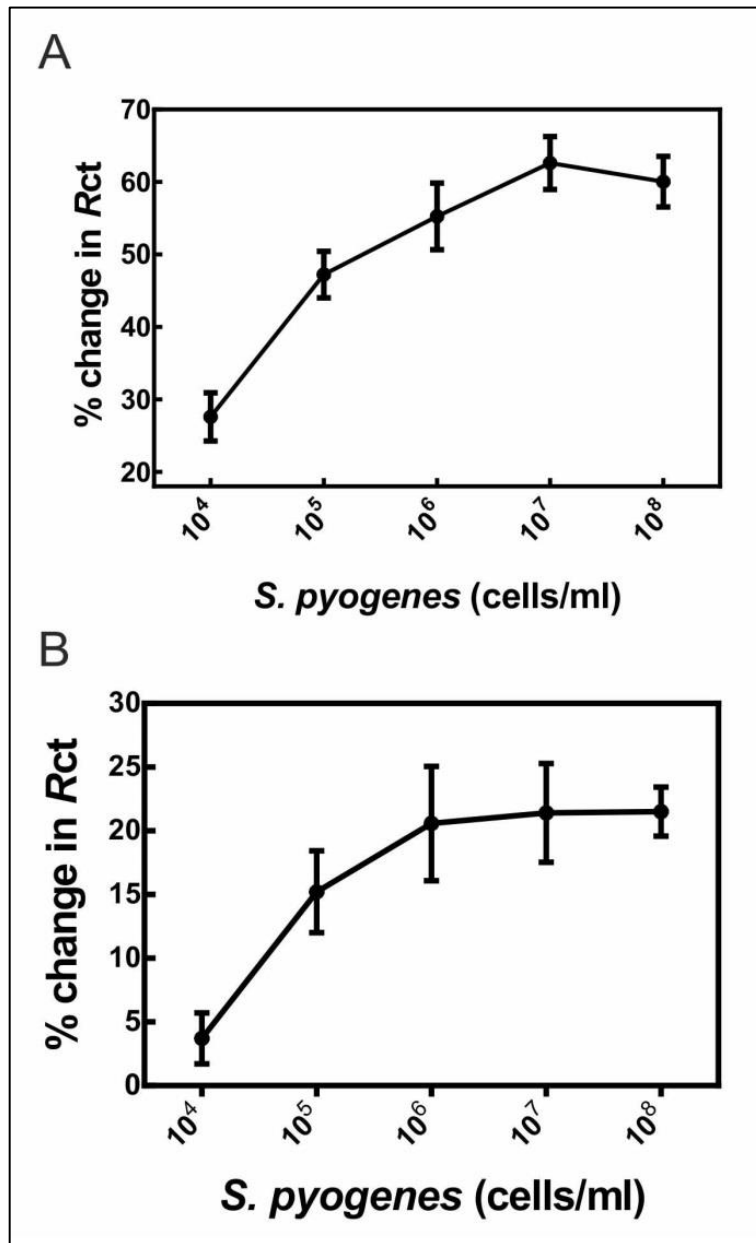 A
70
60
50
40
30
20
% change in Rct
10⁴ 10⁵ 10⁶ 10⁷ 10⁸
S. pyogenes (cells/ml)
B
30
25
20
15
10
5
0
% change in Rct
10⁴ 10⁵ 10⁶ 10⁷ 10⁸
S. pyogenes (cells/ml)